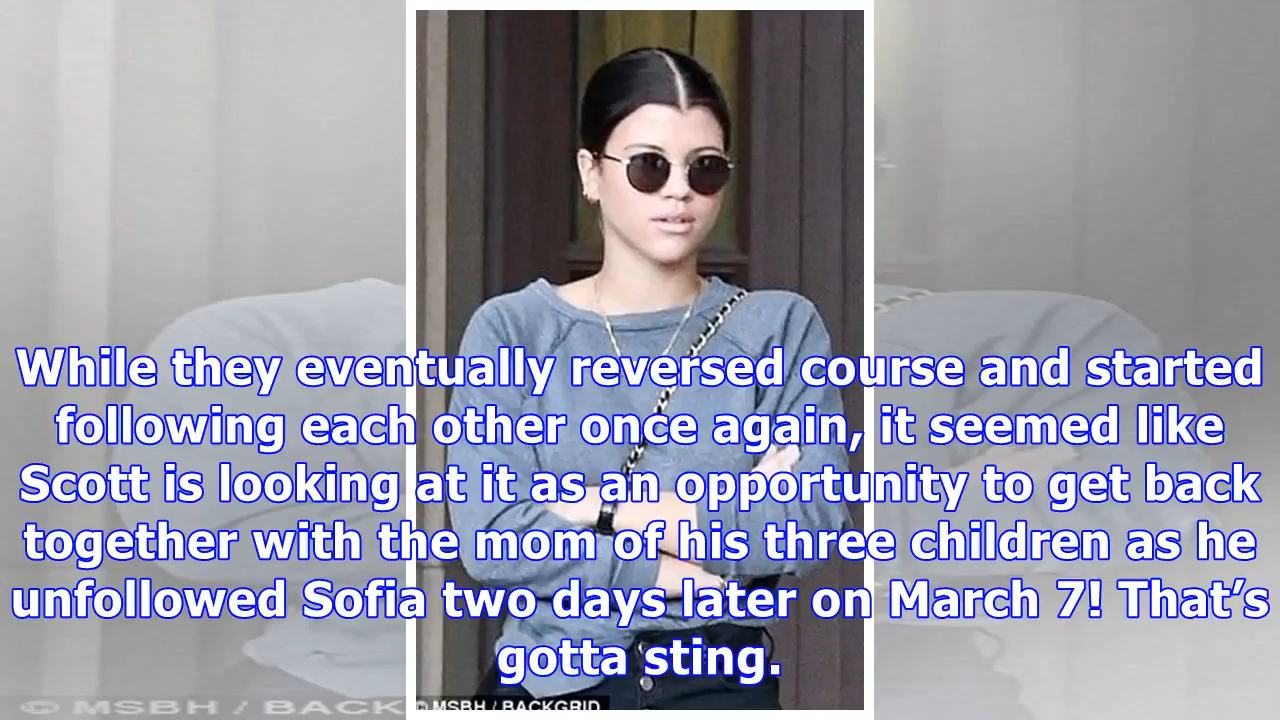 While they eventually reversed course and started
following each other once again, it seemed like
Scott is looking at it as an opportunity to get back
together with the mom of his three children as he
unfollowed Sofia two days later on March 7! That’s
gotta sting.
© MSBH / BACK
© MSBH / BACKGRID